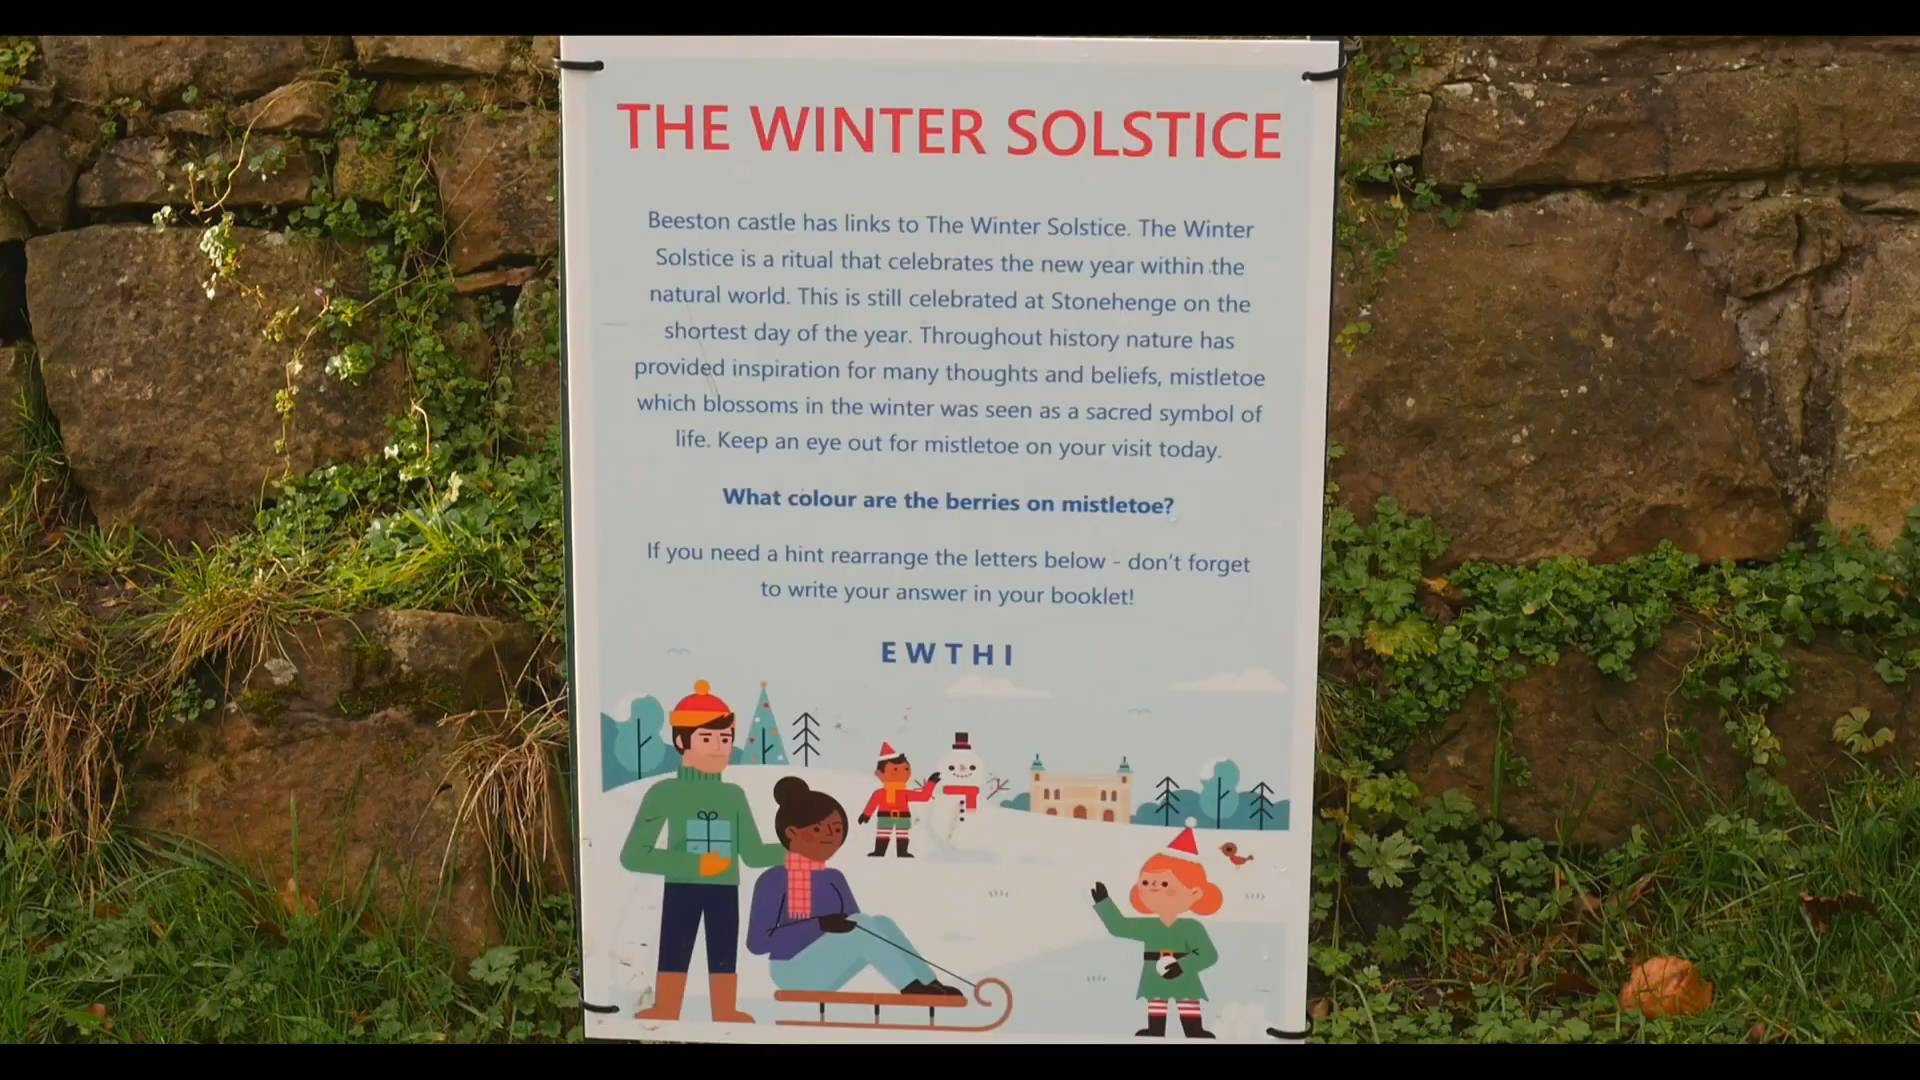 THE WINTER SOLSTICE
Beeston castle has links to The Winter Solstice. The Winter
Solstice is a ritual that celebrates the new year within the
natural world. This is still celebrated at Stonehenge on the
shortest day of the year. Throughout history nature has
provided inspiration for many thoughts and beliefs, mistletoe
which blossoms in the winter was seen as a sacred symbol of
life. Keep an eye out for mistletoe on your visit today.
What colour are the berries on mistletoe?
If you need a hint rearrange the letters below - don't forget
to write your answer in your booklet!
E W T H I